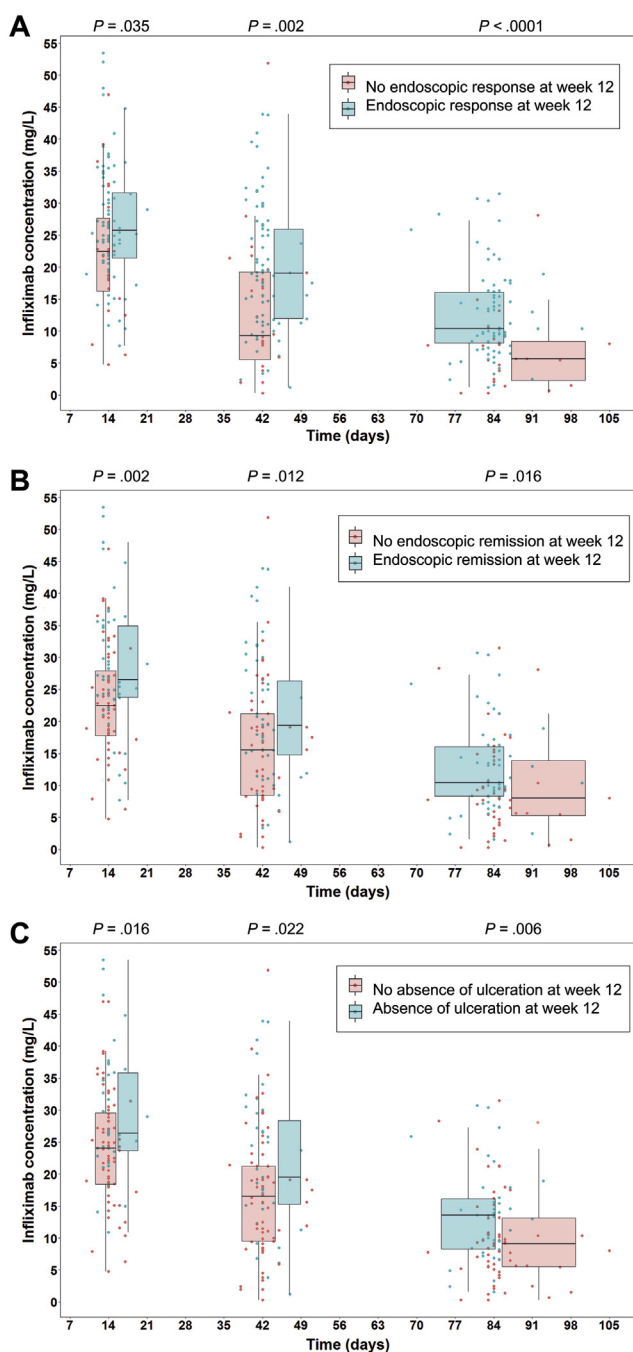 A
P = .035 P = .002 P < .0001
Infliximab concentration (mg/L)
55
50
45
40
35
30
25
20
15
10
5
0
No endoscopic response at week 12
Endoscopic response at week 12
7 14 21 28 35 42 49 56 63 70 77 84 91 98 105
Time (days)
B
P = .002 P = .012 P = .016
Infliximab concentration (mg/L)
55
50
45
40
35
30
25
20
15
10
5
0
No endoscopic remission at week 12
Endoscopic remission at week 12
7 14 21 28 35 42 49 56 63 70 77 84 91 98 105
Time (days)
C
P = .016 P = .022 P = .006
Infliximab concentration (mg/L)
55
50
45
40
35
30
25
20
15
10
5
0
No absence of ulceration at week 12
Absence of ulceration at week 12
7 14 21 28 35 42 49 56 63 70 77 84 91 98 105
Time (days)